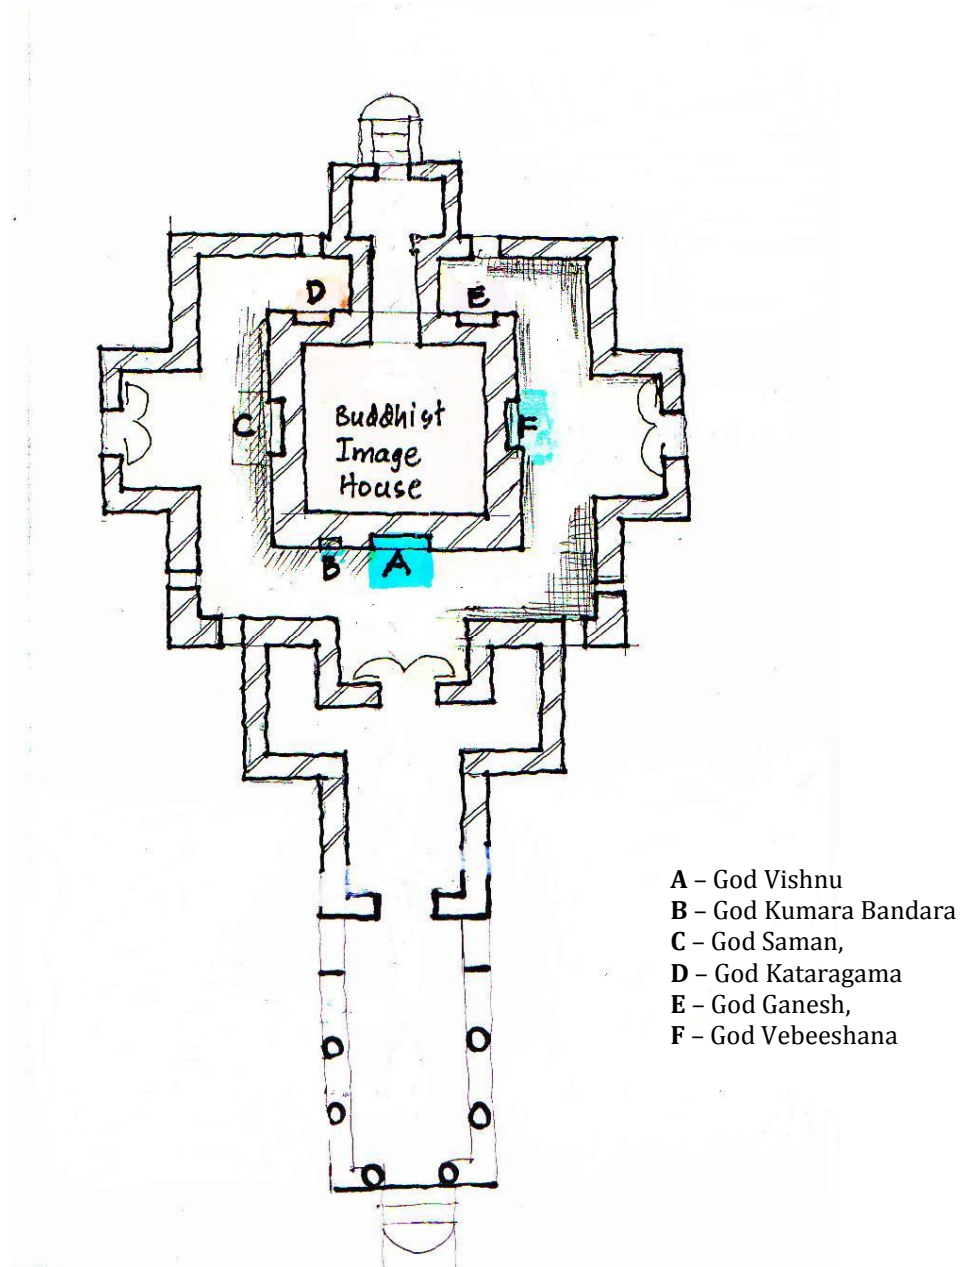 D
E
C
Buddhist
Image
House
F
B
A
A – God Vishnu
B – God Kumara Bandara
C – God Saman,
D – God Kataragama
E – God Ganesh,
F – God Vebeeshana